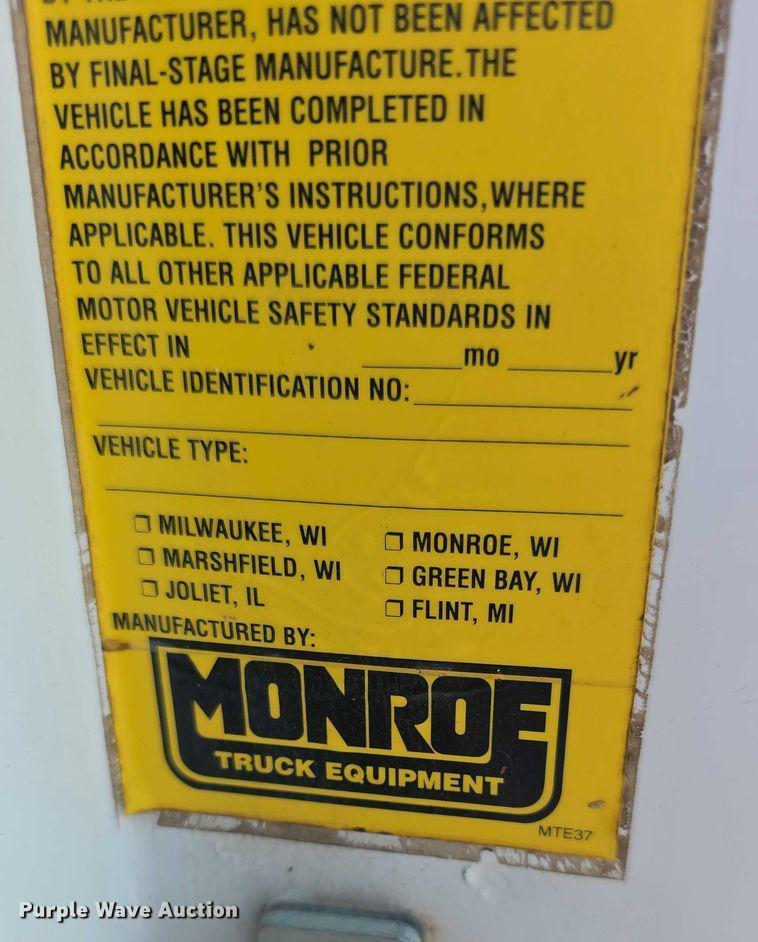 MANUFACTURER, HAS NOT BEEN AFFECTED
BY FINAL-STAGE MANUFACTURE. THE
VEHICLE HAS BEEN COMPLETED IN
ACCORDANCE WITH PRIOR
MANUFACTURER'S INSTRUCTIONS, WHERE
APPLICABLE. THIS VEHICLE CONFORMS
TO ALL OTHER APPLICABLE FEDERAL
MOTOR VEHICLE SAFETY STANDARDS IN
EFFECT IN ______mo ______yr
VEHICLE IDENTIFICATION NO:
VEHICLE TYPE:
☐ MILWAUKEE, WI ☐ MONROE, WI
☐ MARSHFIELD, WI ☐ GREEN BAY, WI
☐ JOLIET, IL ☐ FLINT, MI
MANUFACTURED BY:
MONROE
TRUCK EQUIPMENT
MTE37
Purple Wave Auction